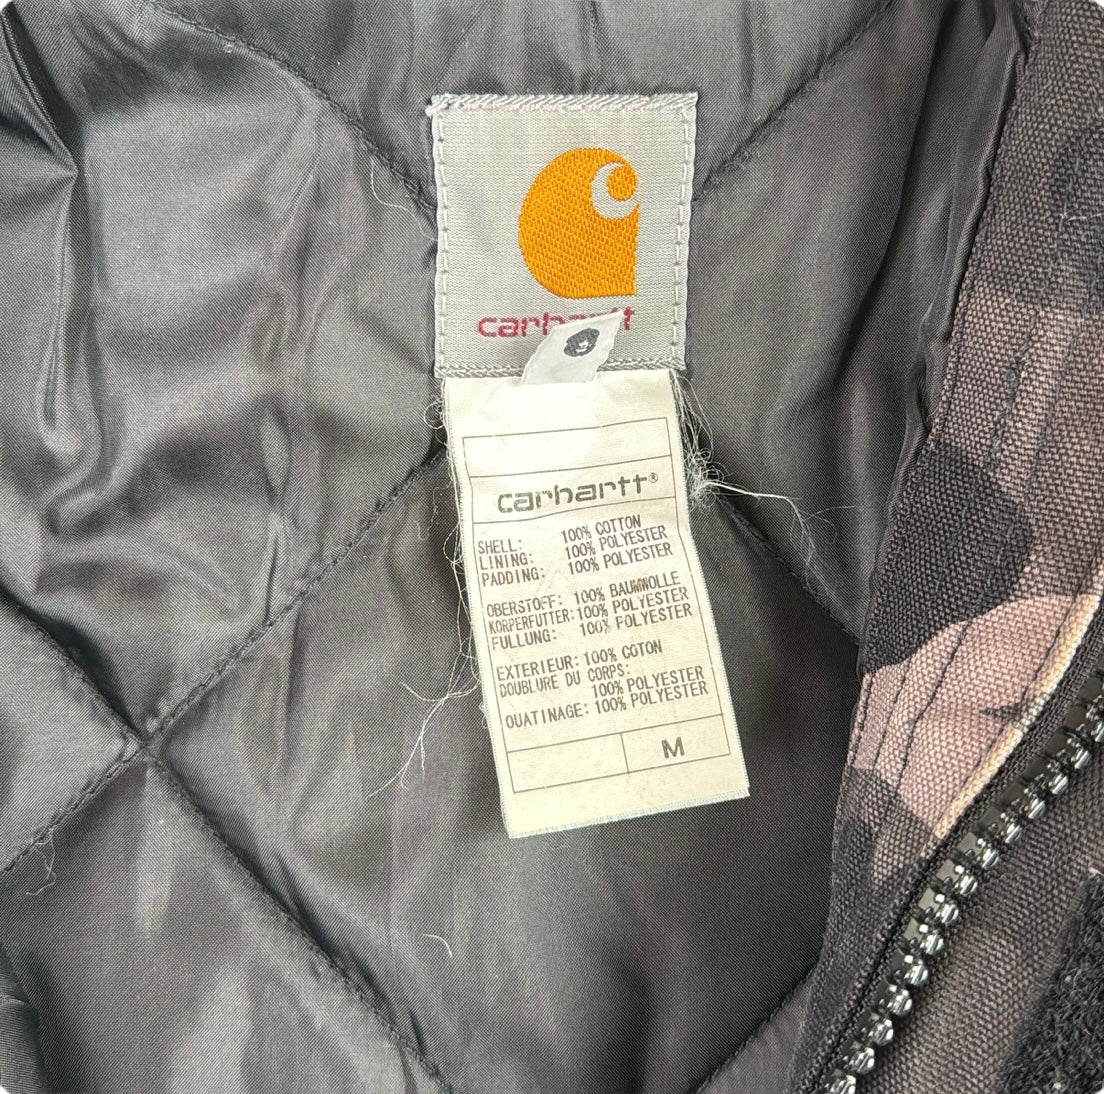 carhartt
carhartt®
SHELL: 100% COTTON
LINING: 100% POLYESTER
PADDING: 100% POLYESTER
OBERSTOFF: 100% BAUMWOLLE
KORPERFUTTER: 100% POLYESTER
FULLUNG: 100% POLYESTER
EXTERIEUR: 100% COTON
DOUBLURE DU CORPS:
100% POLYESTER
OUATINAGE: 100% POLYESTER
M